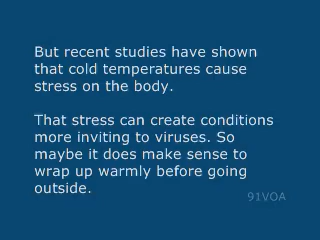 But recent studies have shown
that cold temperatures cause
stress on the body.
That stress can create conditions
more inviting to viruses. So
maybe it does make sense to
wrap up warmly before going
outside.
91VOA